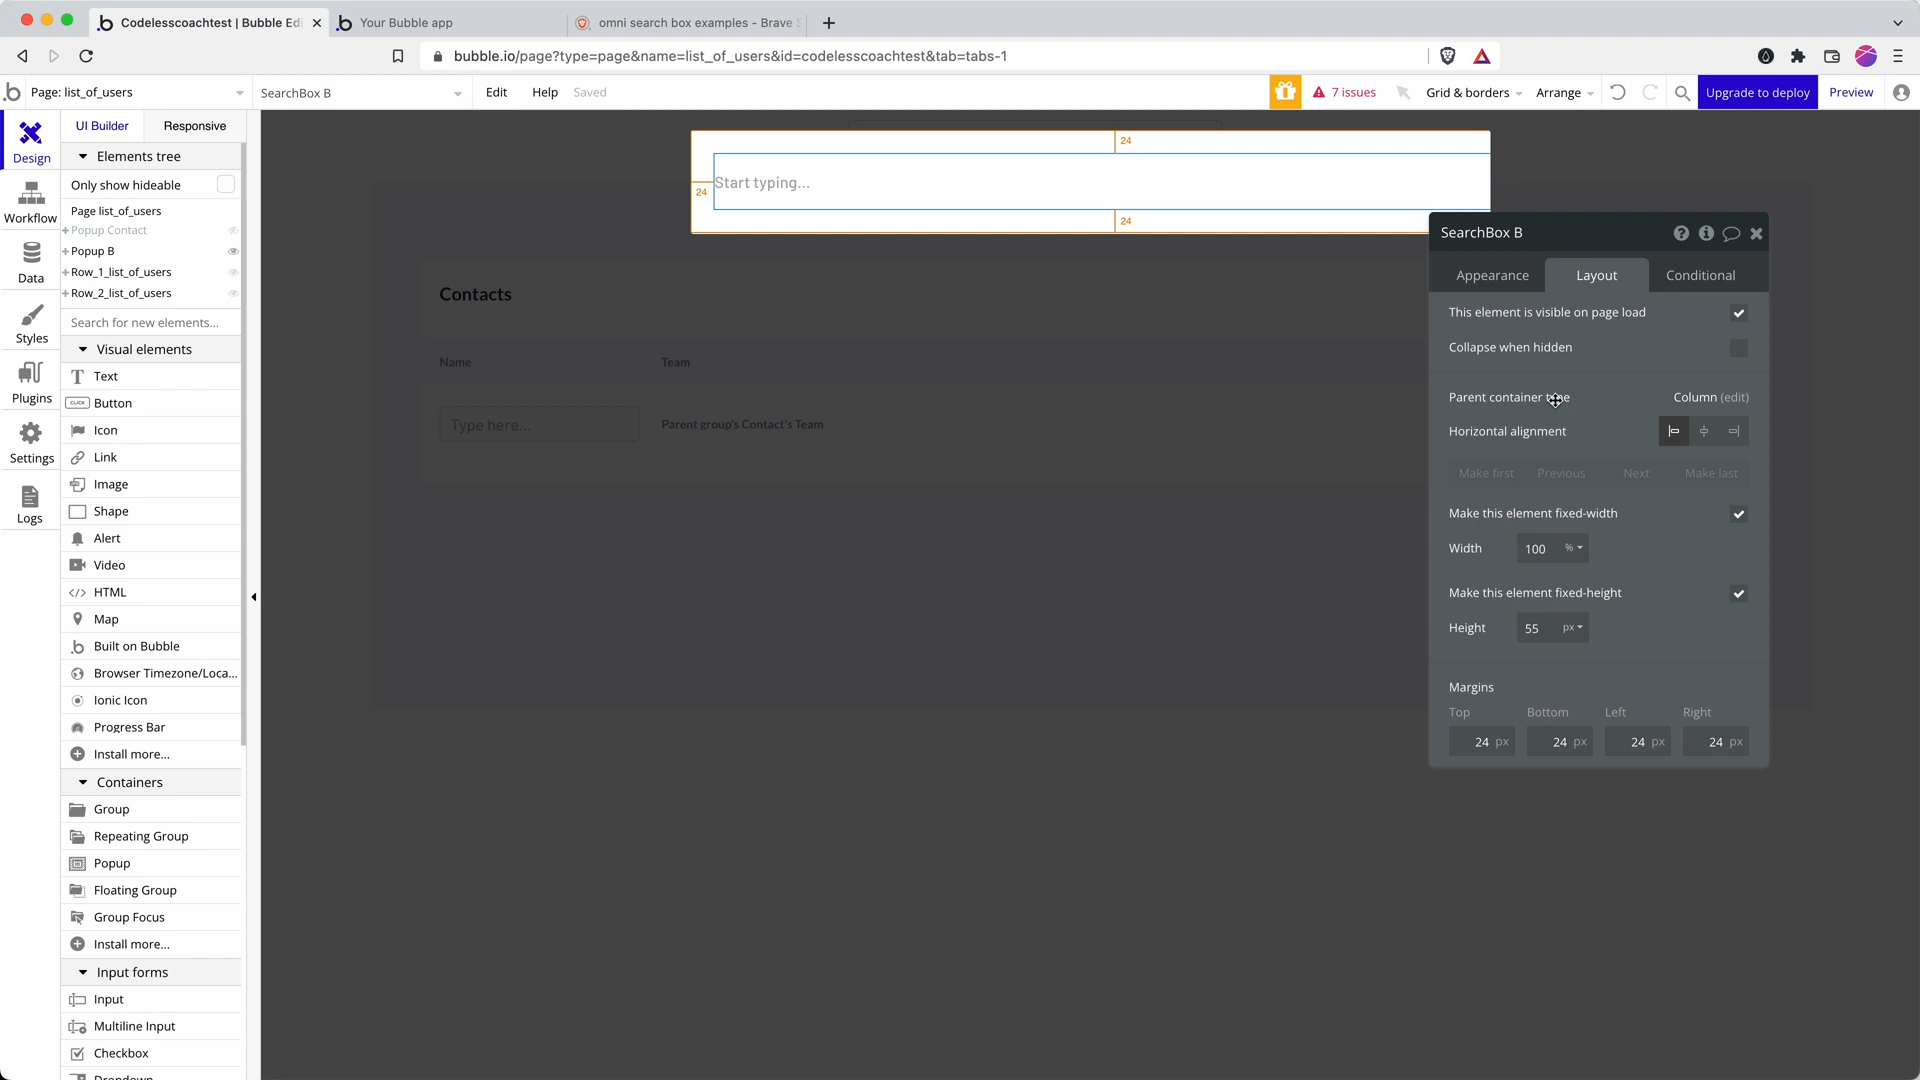 Codelesscoachtest | Bubble Edi
Your Bubble app
omni search box examples - Brave S
bubble.io/page?type=page&name=list_of_users&id=codelesscoachtest&tab=tabs-1
Page: list_of_users
SearchBox B
Edit
Help
Saved
7 issues
Grid & borders
Arrange
Upgrade to deploy
Preview
Design
Workflow
Data
Styles
Plugins
Settings
Logs
UI Builder
Responsive
Elements tree
Only show hideable
Page list_of_users
+Popup Contact
+Popup B
+Row_1_list_of_users
+Row_2_list_of_users
Search for new elements...
Visual elements
Text
CLICK
Button
Icon
Link
Image
Shape
Alert
Video
</> HTML
Map
Built on Bubble
Browser Timezone/Loca...
Ionic Icon
Progress Bar
Install more...
Containers
Group
Repeating Group
Popup
Floating Group
Group Focus
Install more...
Input forms
Input
Multiline Input
Checkbox
Dropdown
24
24
Start typing...
24
Contacts
Name
Team
Type here...
Parent group's Contact's Team
SearchBox B
Appearance
Layout
Conditional
This element is visible on page load
Collapse when hidden
Parent container type
Column (edit)
Horizontal alignment
Make first
Previous
Next
Make last
Make this element fixed-width
Width
100 %
Make this element fixed-height
Height
55 px
Margins
Top
Bottom
Left
Right
24 px
24 px
24 px
24 px